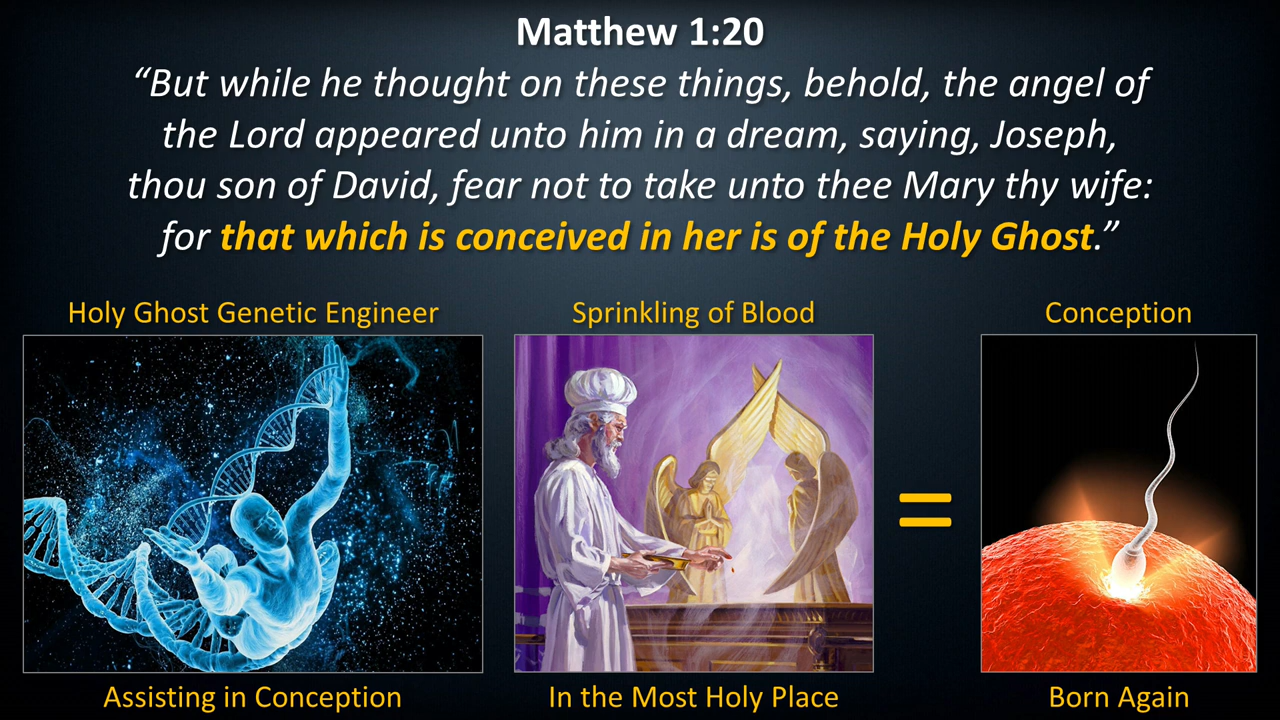 Matthew 1:20
“But while he thought on these things, behold, the angel of
the Lord appeared unto him in a dream, saying, Joseph,
thou son of David, fear not to take unto thee Mary thy wife:
for that which is conceived in her is of the Holy Ghost.”
Holy Ghost Genetic Engineer
Sprinkling of Blood
Conception
=
Assisting in Conception
In the Most Holy Place
Born Again